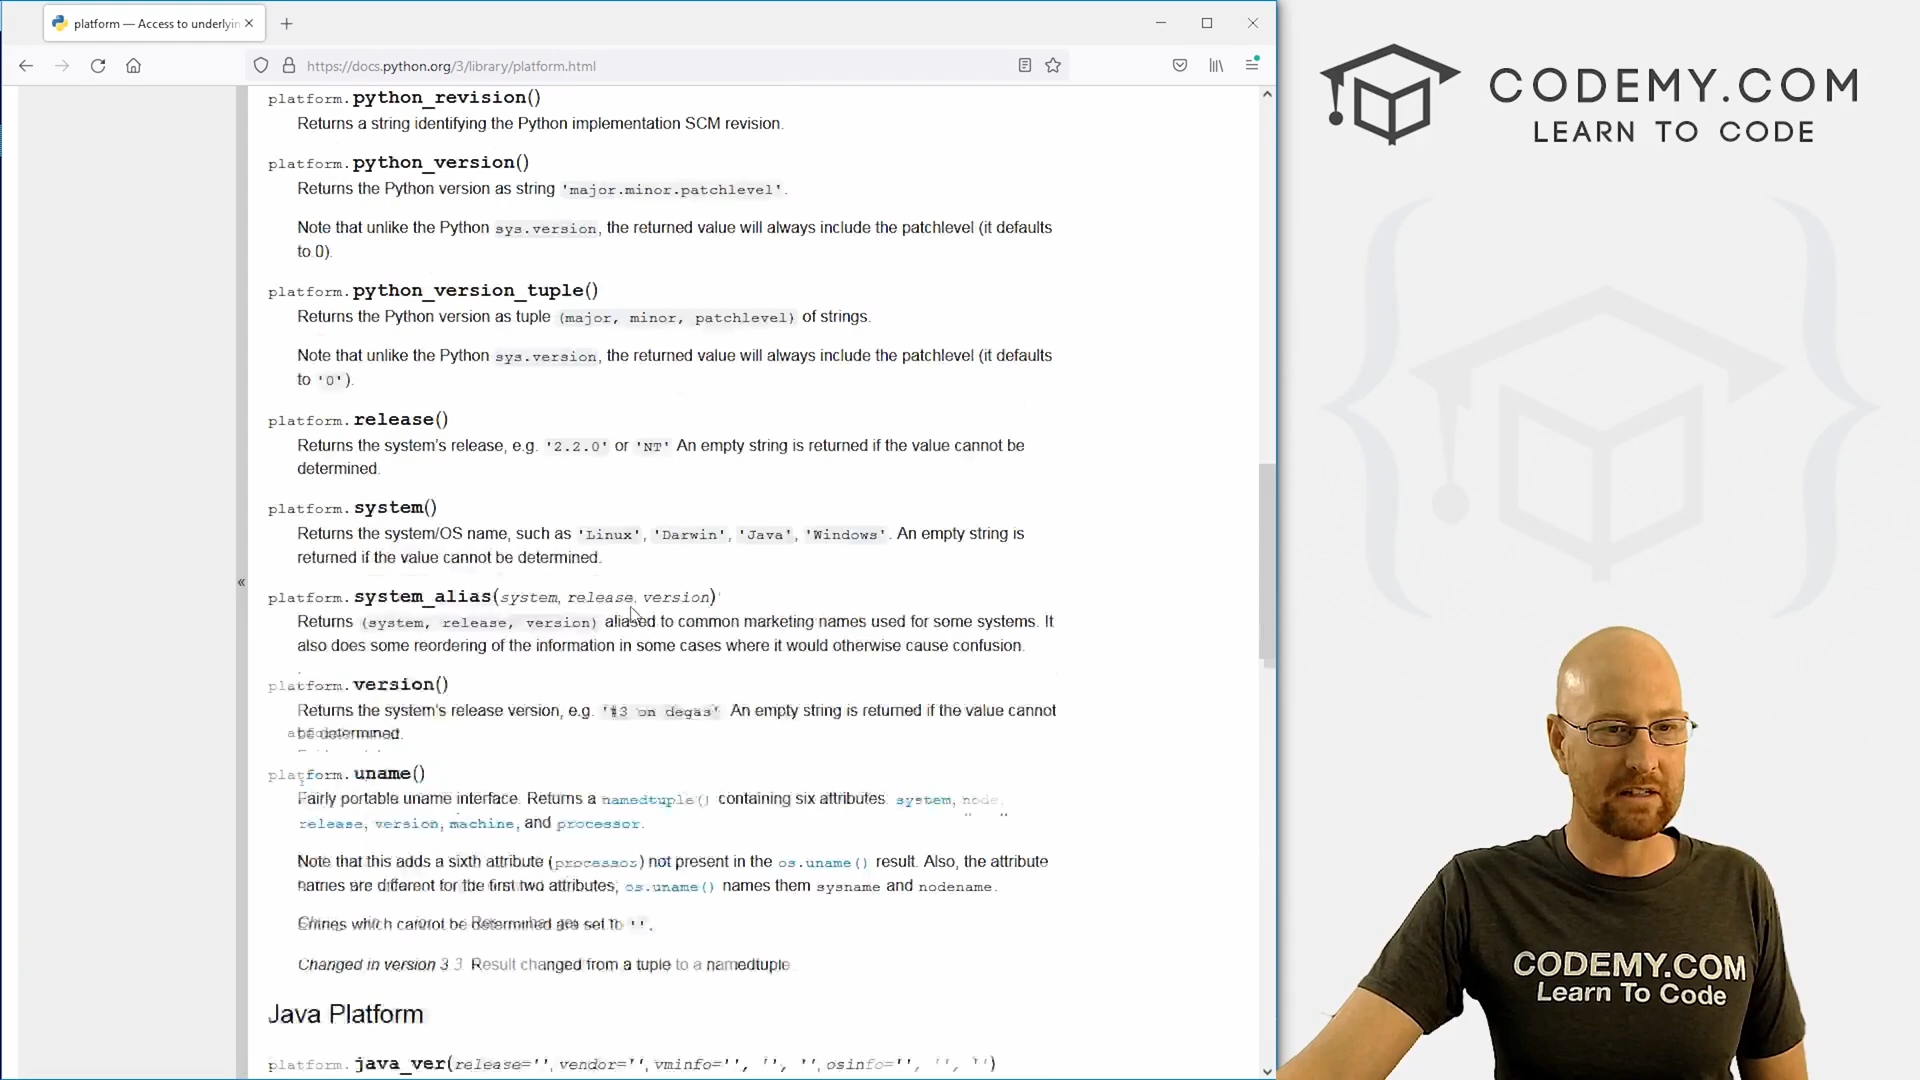 platform — Access to underlyin
https://docs.python.org/3/library/platform.html
platform.python_revision()
Returns a string identifying the Python implementation SCM revision.
platform.python_version()
Returns the Python version as string 'major.minor.patchlevel'.
Note that unlike the Python sys.version, the returned value will always include the patchlevel (it defaults
to 0).
platform.python_version_tuple()
Returns the Python version as tuple (major, minor, patchlevel) of strings.
Note that unlike the Python sys.version, the returned value will always include the patchlevel (it defaults
to '0').
platform.release()
Returns the system's release, e.g. '2.2.0' or 'NT' An empty string is returned if the value cannot be
determined.
platform.system()
Returns the system/OS name, such as 'Linux', 'Darwin', 'Java', 'Windows'. An empty string is
returned if the value cannot be determined.
platform.system_alias(system, release, version)
Returns (system, release, version) aliased to common marketing names used for some systems. It
also does some reordering of the information in some cases where it would otherwise cause confusion.
platform.version()
Returns the system's release version, e.g. '#3 on degas' An empty string is returned if the value cannot
be determined.
platform.uname()
Fairly portable uname interface. Returns a namedtuple() containing six attributes: system, node,
release, version, machine, and processor.
Note that this adds a sixth attribute (processor) not present in the os.uname() result. Also, the attribute
names are different for the first two attributes; os.uname() names them sysname and nodename.
Entries which cannot be determined are set to ''.
Changed in version 3.3: Result changed from a tuple to a namedtuple
Java Platform
platform.java_ver(release='', vendor='', vminfo='', '', '', osinfo='', '', '')
CODEMY.COM
LEARN TO CODE
CODEMY.COM
Learn To Code